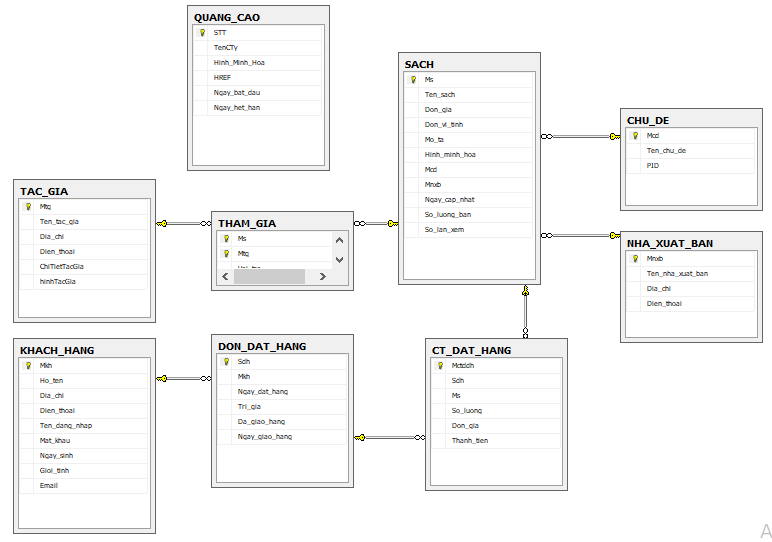 QUANG_CAO
STT
TenCTy
Hinh_Minh_Hoa
HREF
Ngay_bat_dau
Ngay_het_han
SACH
Ms
Ten_sach
Don_gia
Don_vi_tinh
Mo_ta
Hinh_minh_hoa
Mcd
Mnxb
Ngay_cap_nhat
So_luong_ban
So_lan_xem
CHU_DE
Mcd
Ten_chu_de
PID
TAC_GIA
Mtg
Ten_tac_gia
Dia_chi
Dien_thoai
ChiTietTacGia
hinhTacGia
THAM_GIA
Ms
Mtg
NHA_XUAT_BAN
Mnxb
Ten_nha_xuat_ban
Dia_chi
Dien_thoai
KHACH_HANG
Mkh
Ho_ten
Dia_chi
Dien_thoai
Ten_dang_nhap
Mat_khau
Ngay_sinh
Gioi_tinh
Email
DON_DAT_HANG
Sdh
Mkh
Ngay_dat_hang
Tri_gia
Da_giao_hang
Ngay_giao_hang
CT_DAT_HANG
Mctddh
Sdh
Ms
So_luong
Don_gia
Thanh_tien
A